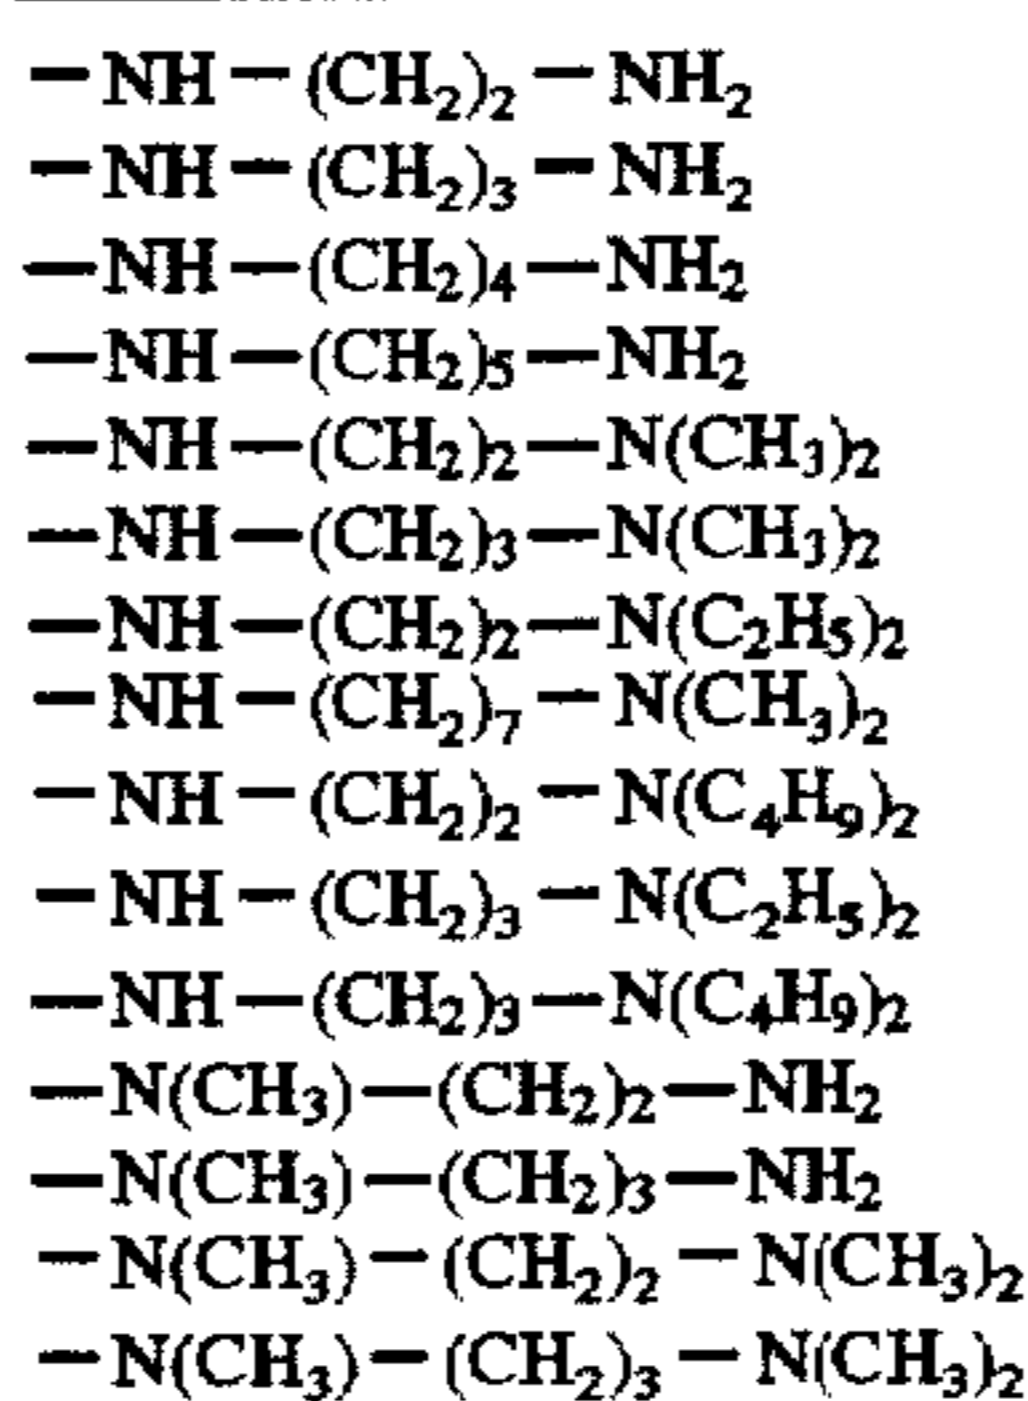 —NH—(CH₂)₂—NH₂
—NH—(CH₂)₃—NH₂
—NH—(CH₂)₄—NH₂
—NH—(CH₂)₅—NH₂
—NH—(CH₂)₂—N(CH₃)₂
—NH—(CH₂)₃—N(CH₃)₂
—NH—(CH₂)₂—N(C₂H₅)₂
—NH—(CH₂)₇—N(CH₃)₂
—NH—(CH₂)₂—N(C₄H₉)₂
—NH—(CH₂)₃—N(C₂H₅)₂
—NH—(CH₂)₃—N(C₄H₉)₂
—N(CH₃)—(CH₂)₂—NH₂
—N(CH₃)—(CH₂)₃—NH₂
—N(CH₃)—(CH₂)₂—N(CH₃)₂
—N(CH₃)—(CH₂)₃—N(CH₃)₂